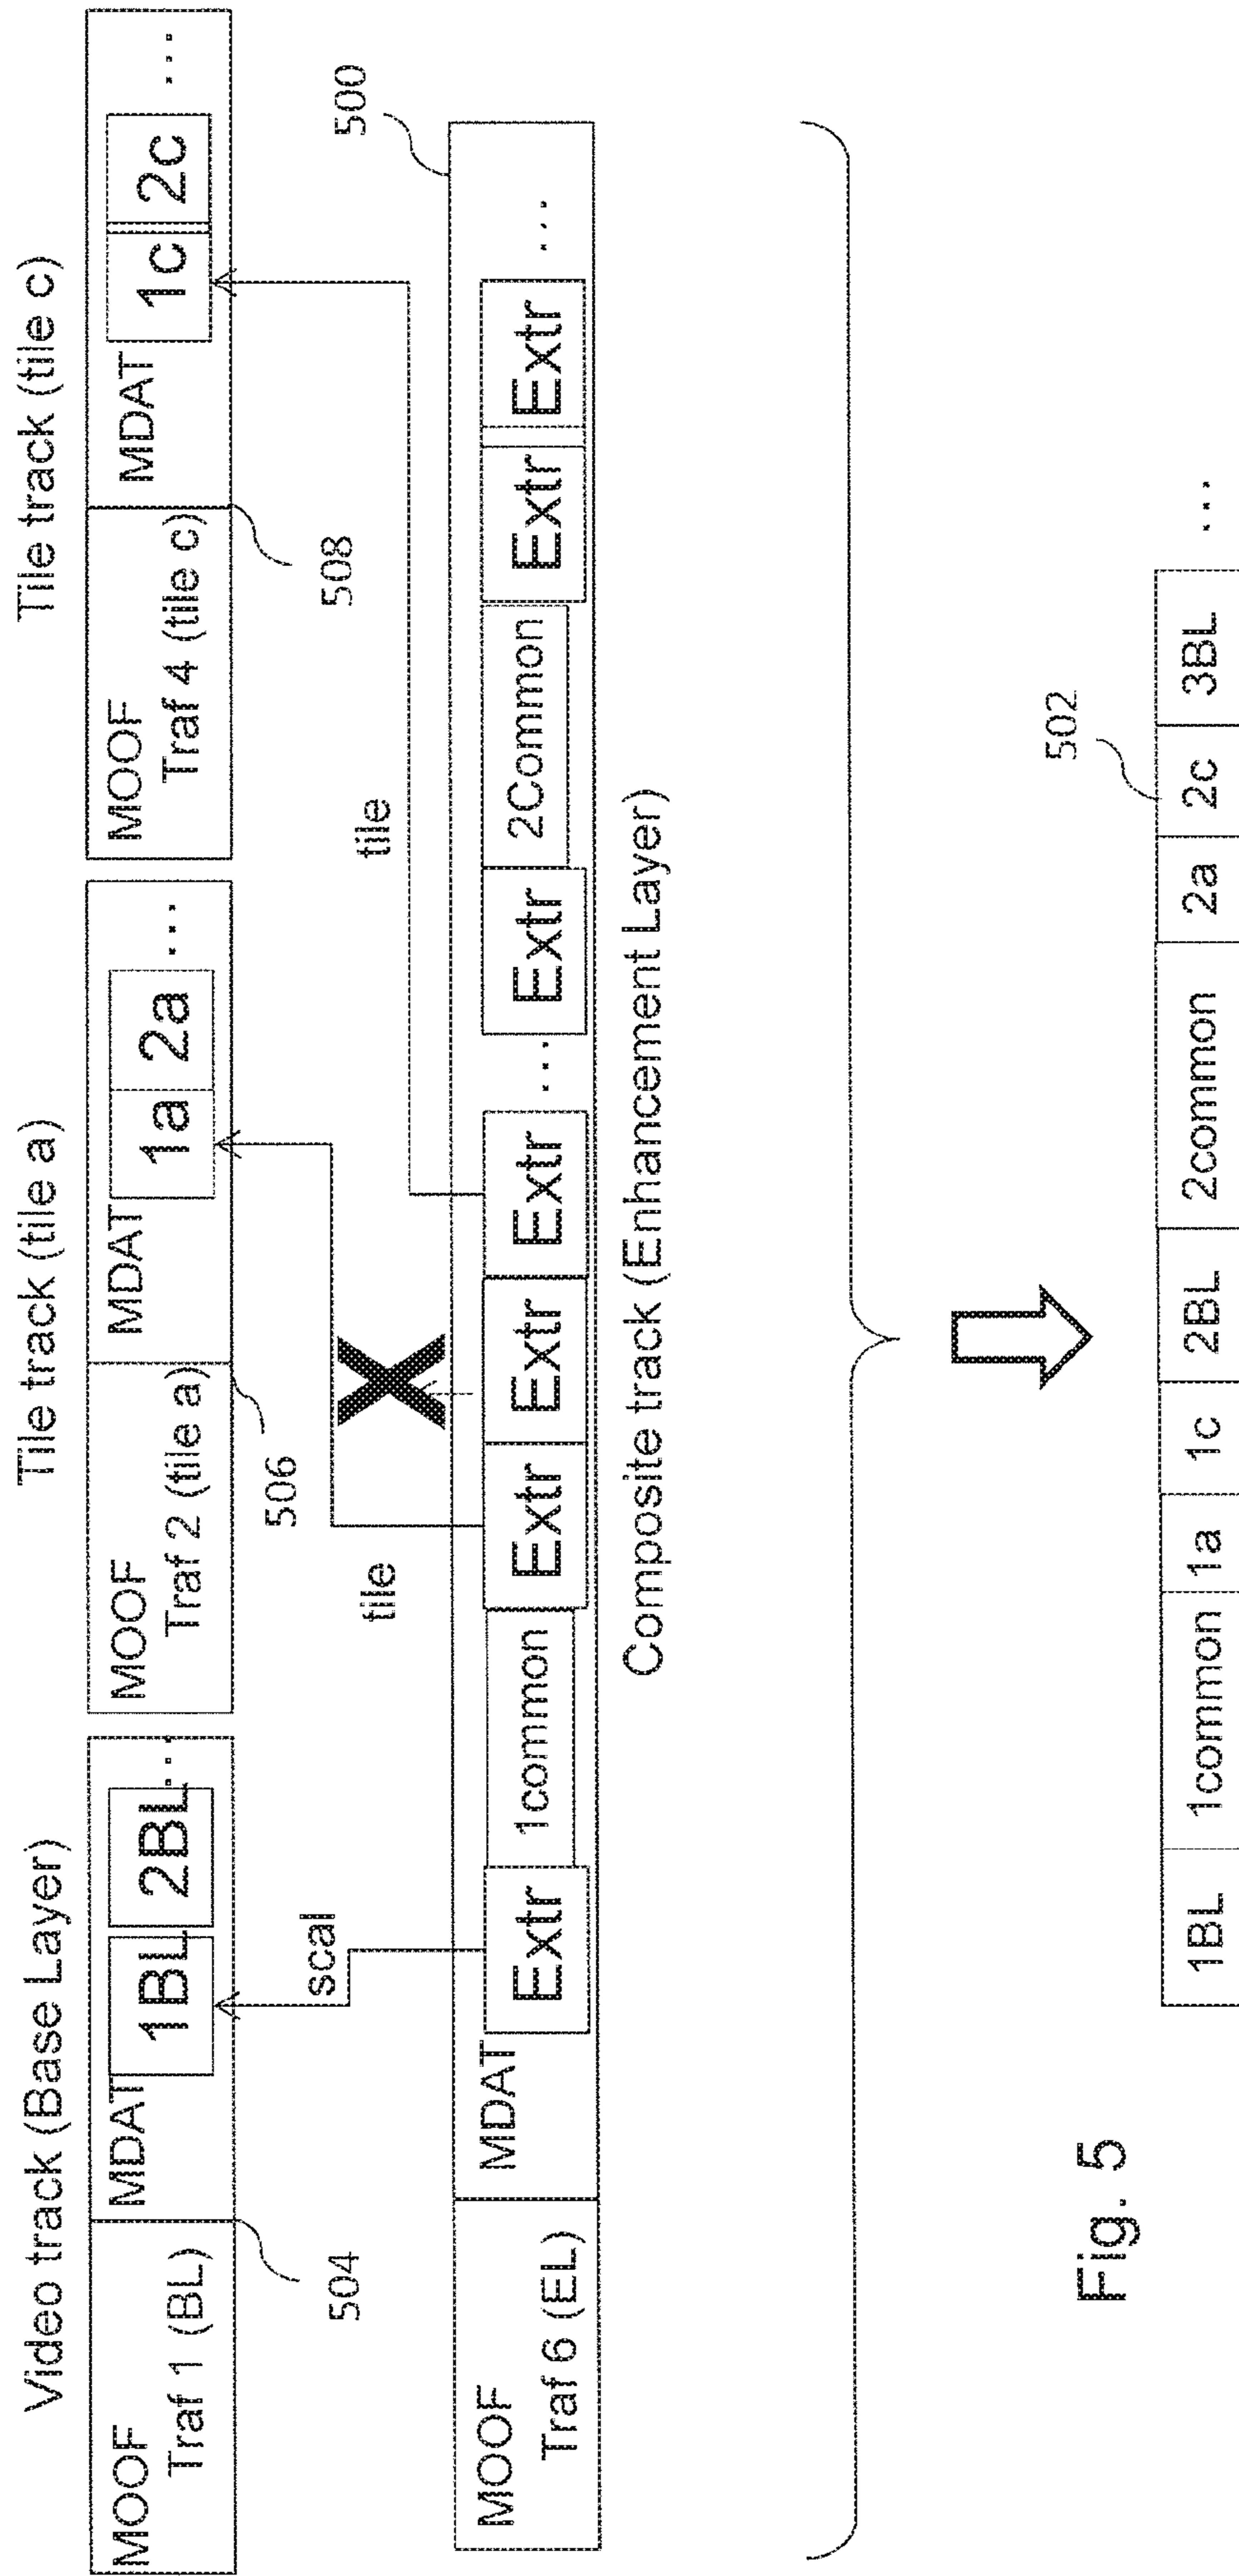 Video track (Base Layer)
Tile track (tile a)
Tile track (tile c)
MOOF
Traf 1 (BL)
MDAT
1BL
2BL
...
MOOF
Traf 2 (tile a)
MDAT
1a
2a
...
MOOF
Traf 4 (tile c)
MDAT
1c
2c
...
504
scal
506
tile
tile
508
500
MOOF
Traf 6 (EL)
MDAT
Extr
1common
Extr
Extr
Extr
...
Extr
2Common
Extr
Extr
...
Composite track (Enhancement Layer)
502
Fig. 5
1BL
1common
1a
1c
2BL
2common
2a
2c
3BL
...